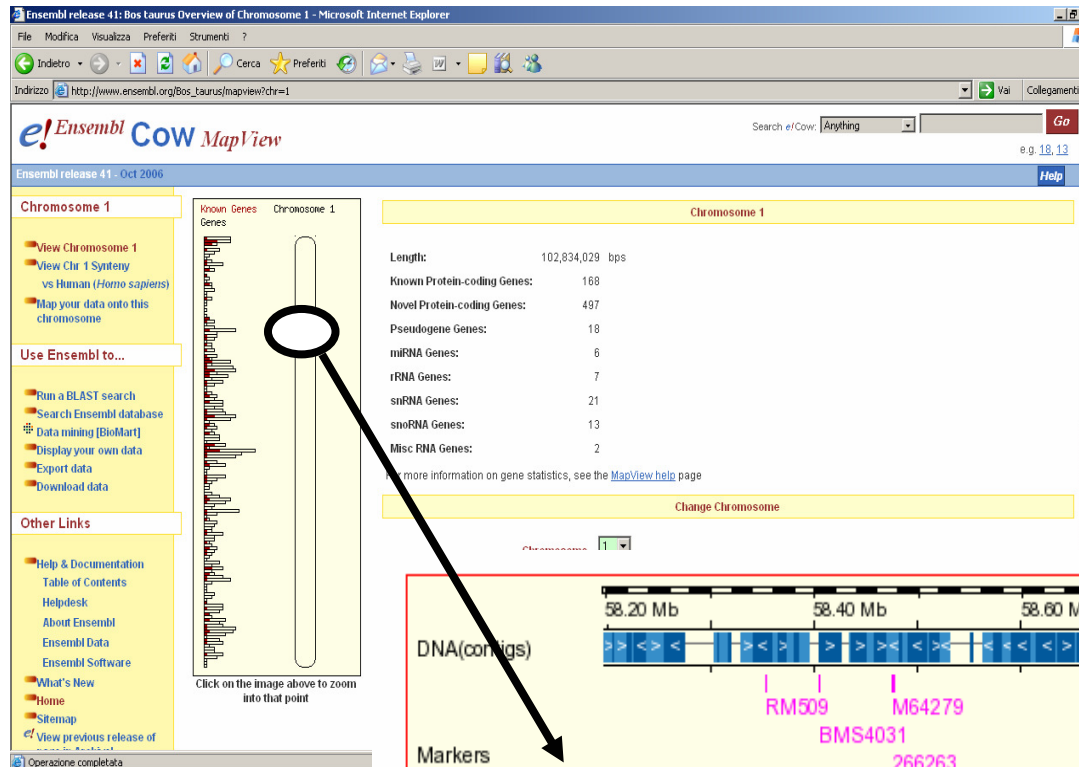 Ensembl release 41: Bos taurus Overview of Chromosome 1 - Microsoft Internet Explorer
File Modifica Visualizza Preferiti Strumenti ?
Indietro Cerca Preferiti
Indirizzo http://www.ensembl.org/Bos_taurus/mapview?chr=1 Vai Collegamenti
e! Ensembl Cow MapView
Search e!Cow: Anything Go
e.g. 18, 13
Ensembl release 41 - Oct 2006 Help
Chromosome 1
View Chromosome 1
View Chr 1 Synteny
vs Human (Homo sapiens)
Map your data onto this
chromosome
Use Ensembl to...
Run a BLAST search
Search Ensembl database
Data mining [BioMart]
Display your own data
Export data
Download data
Other Links
Help & Documentation
Table of Contents
Helpdesk
About Ensembl
Ensembl Data
Ensembl Software
What's New
Home
Sitemap
View previous release of
Operazione completata
Known Genes Chromosome 1
Genes
Click on the image above to zoom
into that point
Chromosome 1
Length: 102,834,029 bps
Known Protein-coding Genes: 168
Novel Protein-coding Genes: 497
Pseudogene Genes: 18
miRNA Genes: 6
rRNA Genes: 7
snRNA Genes: 21
snoRNA Genes: 13
Misc RNA Genes: 2
For more information on gene statistics, see the MapView help page
Change Chromosome
Chromosome 1
58.20 Mb 58.40 Mb 58.60 M
DNA(contigs)
RM509 M64279
BMS4031
Markers 266263